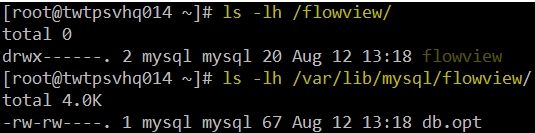 [root@twtpsvhq014 ~]# ls -lh /flowview/
total 0
drwx------. 2 mysql mysql 20 Aug 12 13:18 flowview
[root@twtpsvhq014 ~]# ls -lh /var/lib/mysql/flowview/
total 4.0K
-rw-rw----. 1 mysql mysql 67 Aug 12 13:18 db.opt